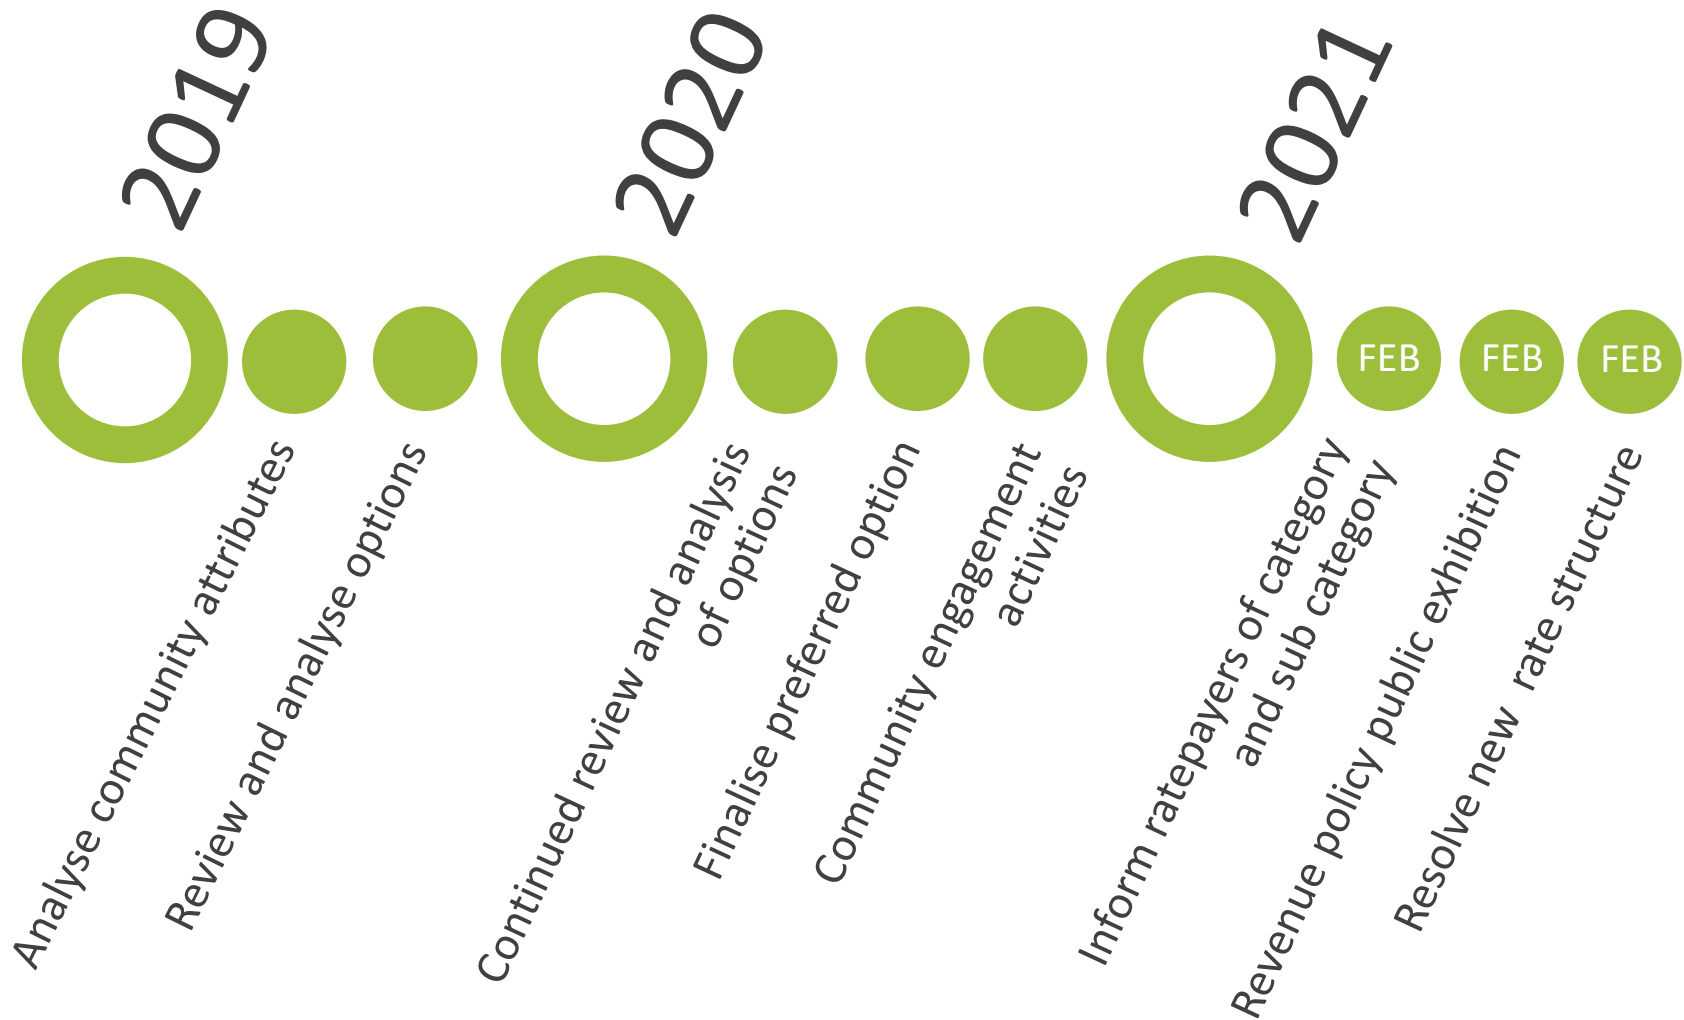 2019
2020
2021
FEB
FEB
FEB
Analyse community attributes
Review and analyse options
Continued review and analysis
of options
Finalise preferred option
Community engagement
activities
Inform ratepayers of category
and sub category
Revenue policy public exhibition
Resolve new  rate structure